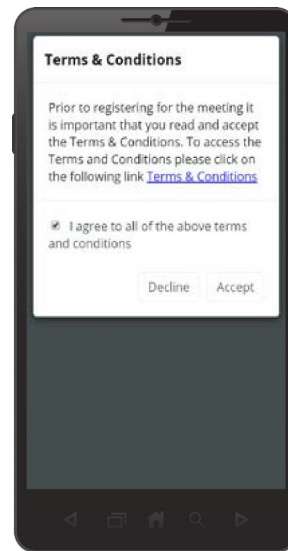 Terms & Conditions
Prior to registering for the meeting it
is important that you read and accept
the Terms & Conditions. To access the
Terms and Conditions please click on
the following link Terms & Conditions
I agree to all of the above terms
and conditions
Decline Accept